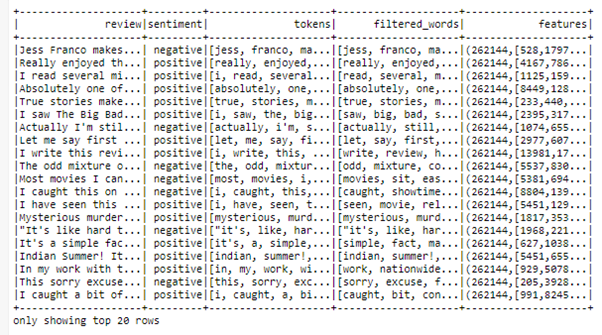 +--------------------+---------+--------------------+--------------------+--------------------+
|              review|sentiment|              tokens|      filtered_words|            features|
+--------------------+---------+--------------------+--------------------+--------------------+
|Jess Franco makes...| negative|[jess, franco, ma...|[jess, franco, ma...|(262144,[528,1797...|
|Really enjoyed th...| positive|[really, enjoyed,...|[really, enjoyed,...|(262144,[4167,786...|
|I read several mi...| positive|[i, read, several...|[read, several, m...|(262144,[1125,159...|
|Absolutely one of...| positive|[absolutely, one,...|[absolutely, one,...|(262144,[8449,128...|
|True stories make...| positive|[true, stories, m...|[true, stories, m...|(262144,[233,440,...|
|I saw The Big Bad...| positive|[i, saw, the, big...|[saw, big, bad, s...|(262144,[2395,317...|
|Actually I'm stil...| negative|[actually, i'm, s...|[actually, still,...|(262144,[1074,655...|
|Let me say first ...| positive|[let, me, say, fi...|[let, say, first,...|(262144,[2977,607...|
|I write this revi...| positive|[i, write, this, ...|[write, review, h...|(262144,[13981,17...|
|The odd mixture o...| negative|[the, odd, mixtur...|[odd, mixture, co...|(262144,[5537,830...|
|Most movies I can...| negative|[most, movies, i,...|[movies, sit, eas...|(262144,[5381,694...|
|I caught this on ...| negative|[i, caught, this,...|[caught, showtime...|(262144,[8804,139...|
|I have seen this ...| positive|[i, have, seen, t...|[seen, movie, rel...|(262144,[5451,129...|
|Mysterious murder...| positive|[mysterious, murd...|[mysterious, murd...|(262144,[1817,353...|
|"It's like hard t...| negative|["it's, like, har...|["it's, like, har...|(262144,[1968,221...|
|It's a simple fac...| positive|[it's, a, simple,...|[simple, fact, ma...|(262144,[627,1038...|
|Indian Summer! It...| positive|[indian, summer!,...|[indian, summer!,...|(262144,[5451,655...|
|In my work with t...| positive|[in, my, work, wi...|[work, nationwide...|(262144,[929,5078...|
|This sorry excuse...| negative|[this, sorry, exc...|[sorry, excuse, f...|(262144,[205,3928...|
|I caught a bit of...| positive|[i, caught, a, bi...|[caught, bit, con...|(262144,[991,8245...|
+--------------------+---------+--------------------+--------------------+--------------------+
only showing top 20 rows